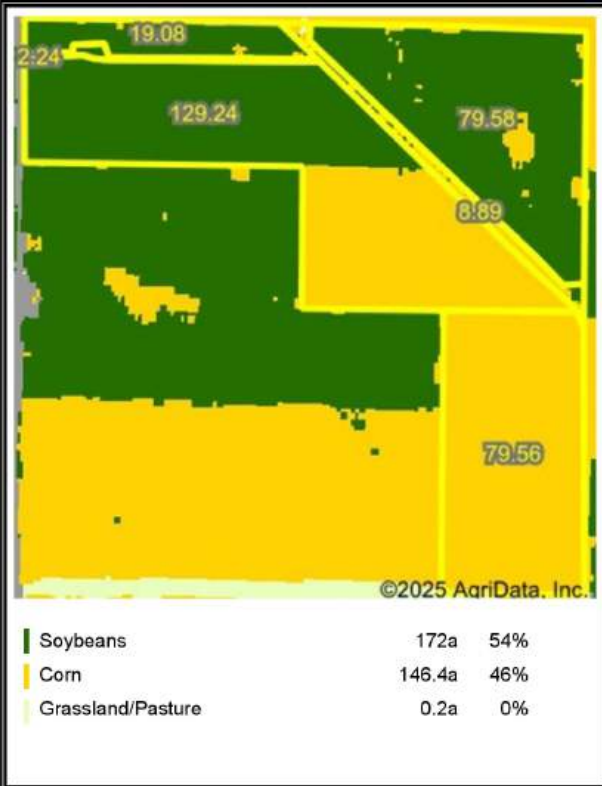 19.08
2.24
129.24
79.58
8.89
79.56
©2025 AgriData, Inc.
Soybeans 172a 54%
Corn 146.4a 46%
Grassland/Pasture 0.2a 0%